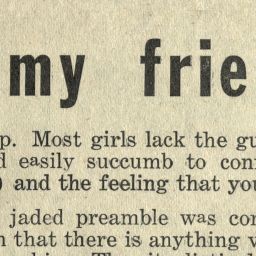 my frie
p. Most girls lack the gu
d easily succumb to con
) and the feeling that you
jaded preamble was con
n that there is anything v